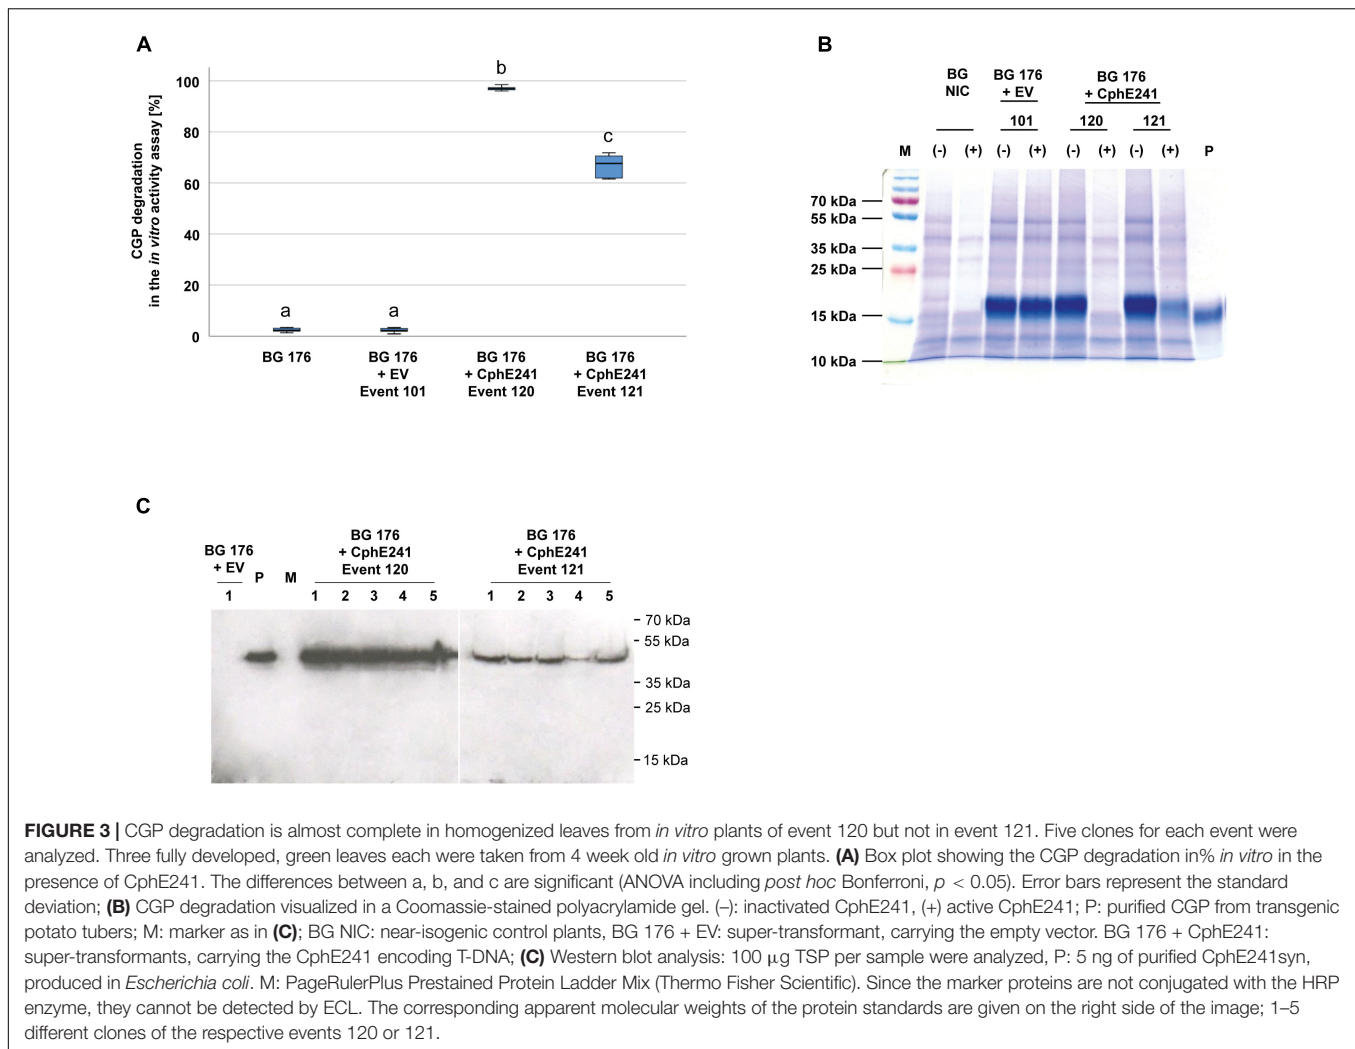 A
100
80
60
40
20
0
CGP degradation
in the in vitro activity assay [%]
a
a
b
c
BG 176
BG 176
+ EV
Event 101
BG 176
+ CphE241
Event 120
BG 176
+ CphE241
Event 121
B
BG
NIC
BG 176
+ EV
BG 176
+ CphE241
101
120
121
M (-) (+) (-) (+) (-) (+) (-) (+) P
70 kDa
55 kDa
35 kDa
25 kDa
15 kDa
10 kDa
C
BG 176
+ EV
P
M
BG 176
+ CphE241
Event 120
BG 176
+ CphE241
Event 121
1 1 2 3 4 5 1 2 3 4 5
70 kDa
55 kDa
35 kDa
25 kDa
15 kDa
FIGURE 3 | CGP degradation is almost complete in homogenized leaves from in vitro plants of event 120 but not in event 121. Five clones for each event were
analyzed. Three fully developed, green leaves each were taken from 4 week old in vitro grown plants. (A) Box plot showing the CGP degradation in% in vitro in the
presence of CphE241. The differences between a, b, and c are significant (ANOVA including post hoc Bonferroni, p < 0.05). Error bars represent the standard
deviation; (B) CGP degradation visualized in a Coomassie-stained polyacrylamide gel. (–): inactivated CphE241, (+) active CphE241; P: purified CGP from transgenic
potato tubers; M: marker as in (C); BG NIC: near-isogenic control plants, BG 176 + EV: super-transformant, carrying the empty vector. BG 176 + CphE241:
super-transformants, carrying the CphE241 encoding T-DNA; (C) Western blot analysis: 100 μg TSP per sample were analyzed, P: 5 ng of purified CphE241syn,
produced in Escherichia coli. M: PageRulerPlus Prestained Protein Ladder Mix (Thermo Fisher Scientific). Since the marker proteins are not conjugated with the HRP
enzyme, they cannot be detected by ECL. The corresponding apparent molecular weights of the protein standards are given on the right side of the image; 1–5
different clones of the respective events 120 or 121.